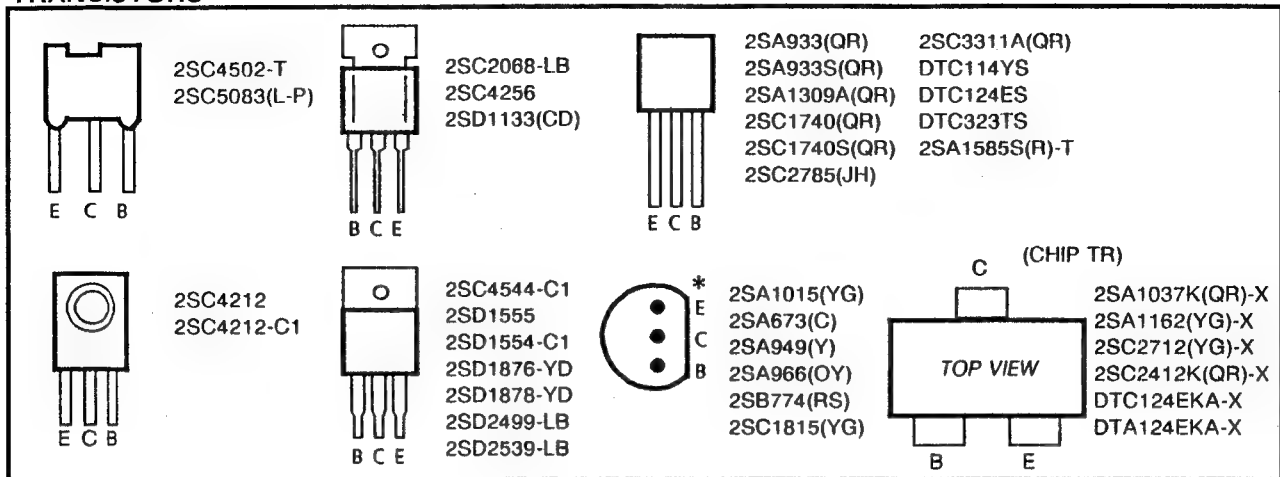 TRANSISTORS
2SC4502-T
2SC5083(L-P)
E C B
2SC2068-LB
2SC4256
2SD1133(CD)
B C E
2SA933(QR)
2SA933S(QR)
2SA1309A(QR)
2SC1740(QR)
2SC1740S(QR)
2SC2785(JH)
2SC3311A(QR)
DTC114YS
DTC124ES
DTC323TS
2SA1585S(R)-T
E C B
2SC4212
2SC4212-C1
E C B
2SC4544-C1
2SD1555
2SD1554-C1
2SD1876-YD
2SD1878-YD
2SD2499-LB
2SD2539-LB
B C E
*
E
C
B
2SA1015(YG)
2SA673(C)
2SA949(Y)
2SA966(OY)
2SB774(RS)
2SC1815(YG)
(CHIP TR)
C
TOP VIEW
B E
2SA1037K(QR)-X
2SA1162(YG)-X
2SC2712(YG)-X
2SC2412K(QR)-X
DTC124EKA-X
DTA124EKA-X